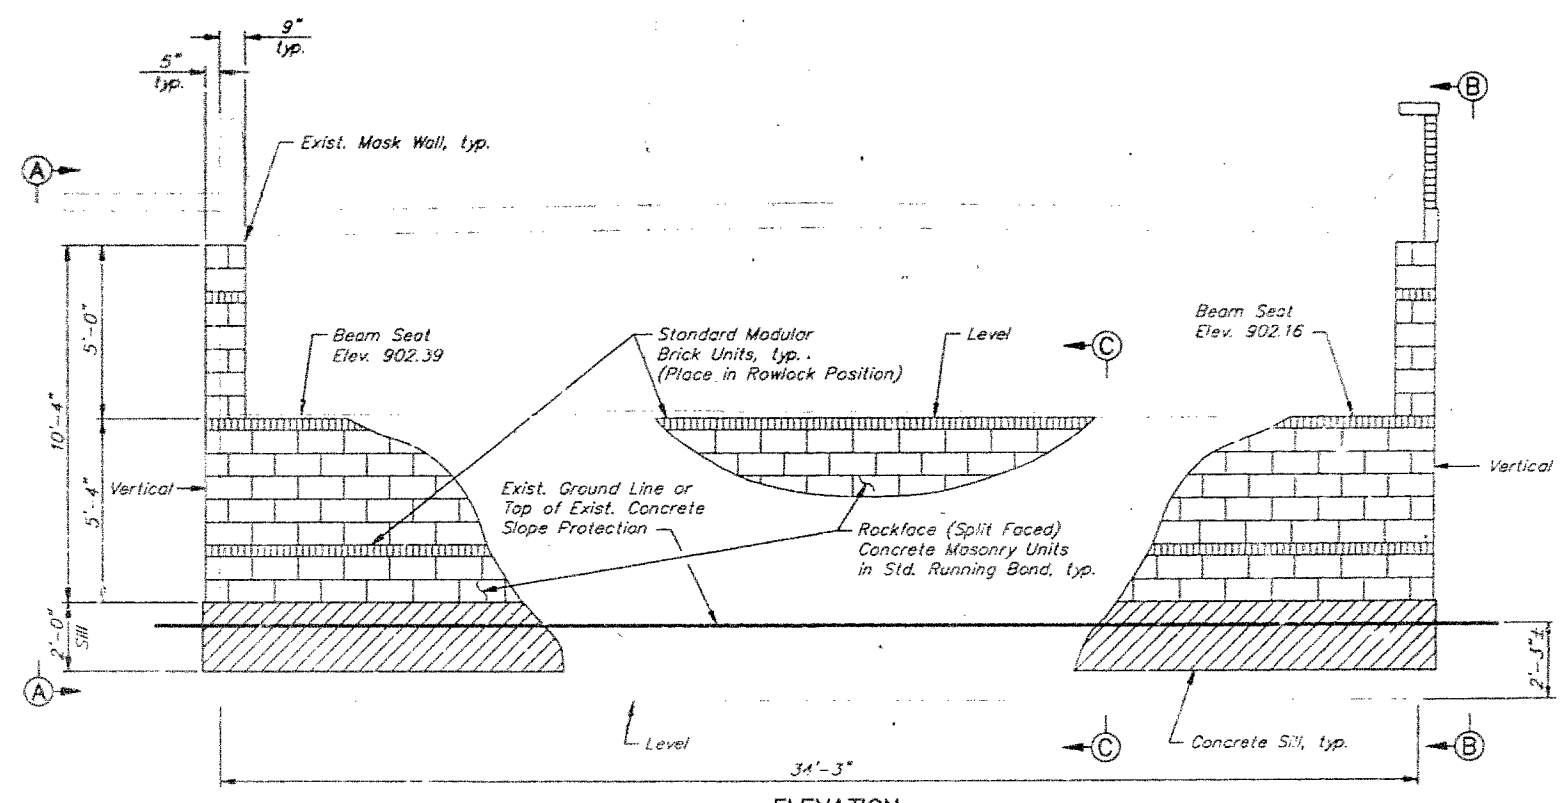 9"
typ.
5"
typ.
B
Exist. Mask Wall, typ.
A
Beam Seat
Elev. 902.39
Standard Modular
Brick Units, typ.
(Place in Rowlock Position)
Level
C
Beam Seat
Elev. 902.16
5'-0"
10'-4"
5'-4"
Vertical
Exist. Ground Line or
Top of Exist. Concrete
Slope Protection
Rockface (Split Faced)
Concrete Masonry Units
in Std. Running Bond, typ.
Vertical
2'-0"
Sill
2'-3"±
A
Level
C
Concrete Sill, typ.
B
34'-3"
ELEVATION